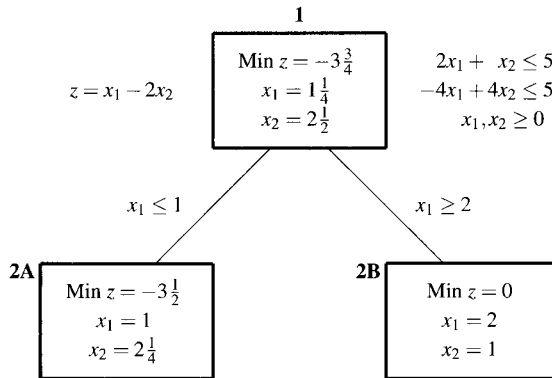 1
Min z = −3 3/4
x₁ = 1 1/4
x₂ = 2 1/2
z = x₁ − 2x₂
2x₁ + x₂ ≤ 5
−4x₁ + 4x₂ ≤ 5
x₁, x₂ ≥ 0
x₁ ≤ 1
x₁ ≥ 2
2A
Min z = −3 1/2
x₁ = 1
x₂ = 2 1/4
2B
Min z = 0
x₁ = 2
x₂ = 1